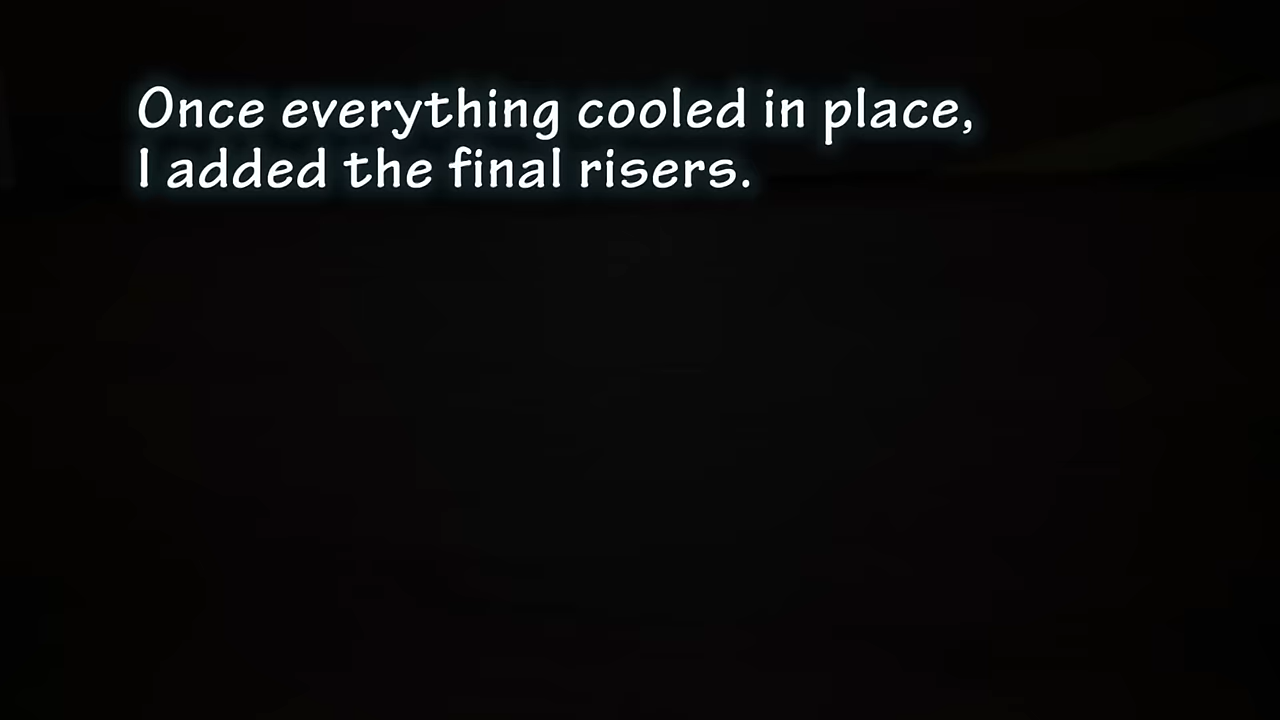 Once everything cooled in place,
I added the final risers.